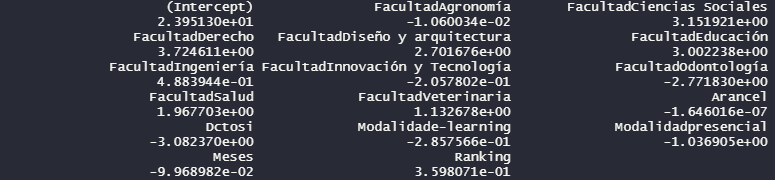 (Intercept) FacultadAgronomía FacultadCiencias Sociales
2.395130e+01 -1.060034e-02 3.151921e+00
FacultadDerecho FacultadDiseño y arquitectura FacultadEducación
3.724611e+00 2.701676e+00 3.002238e+00
FacultadIngeniería FacultadInnovación y Tecnología FacultadOdontología
4.883944e-01 -2.057802e-01 -2.771830e+00
FacultadSalud FacultadVeterinaria Arancel
1.967703e+00 1.132678e+00 -1.646016e-07
Dctosi Modalidade-learning Modalidadpresencial
-3.082370e+00 -2.857566e-01 -1.036905e+00
Meses Ranking
-9.968982e-02 3.598071e-01